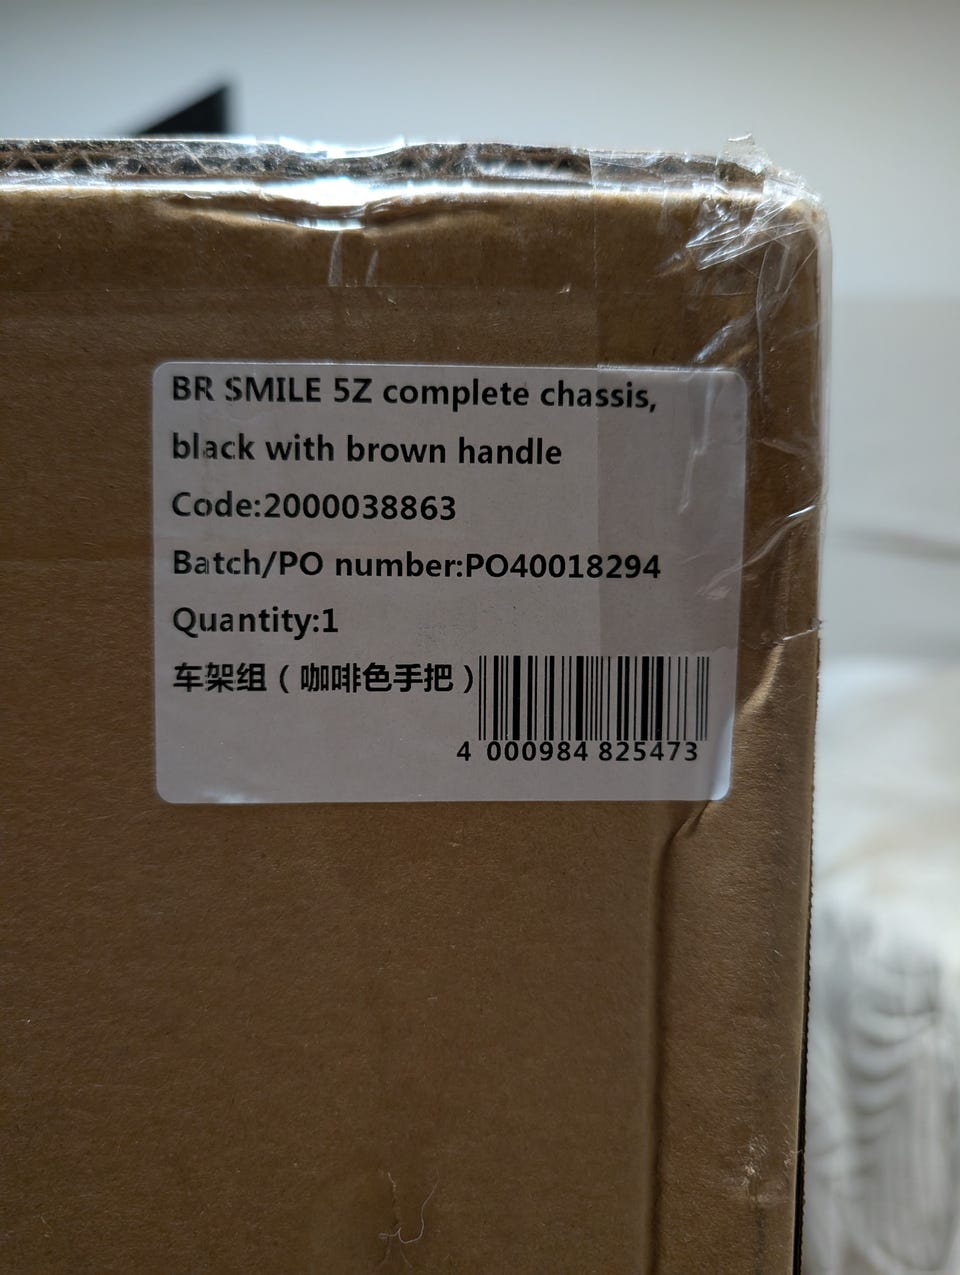 BR SMILE 5Z complete chassis,
black with brown handle
Code:2000038863
Batch/PO number:PO40018294
Quantity:1
车架组（咖啡色手把）
4 000984 825473